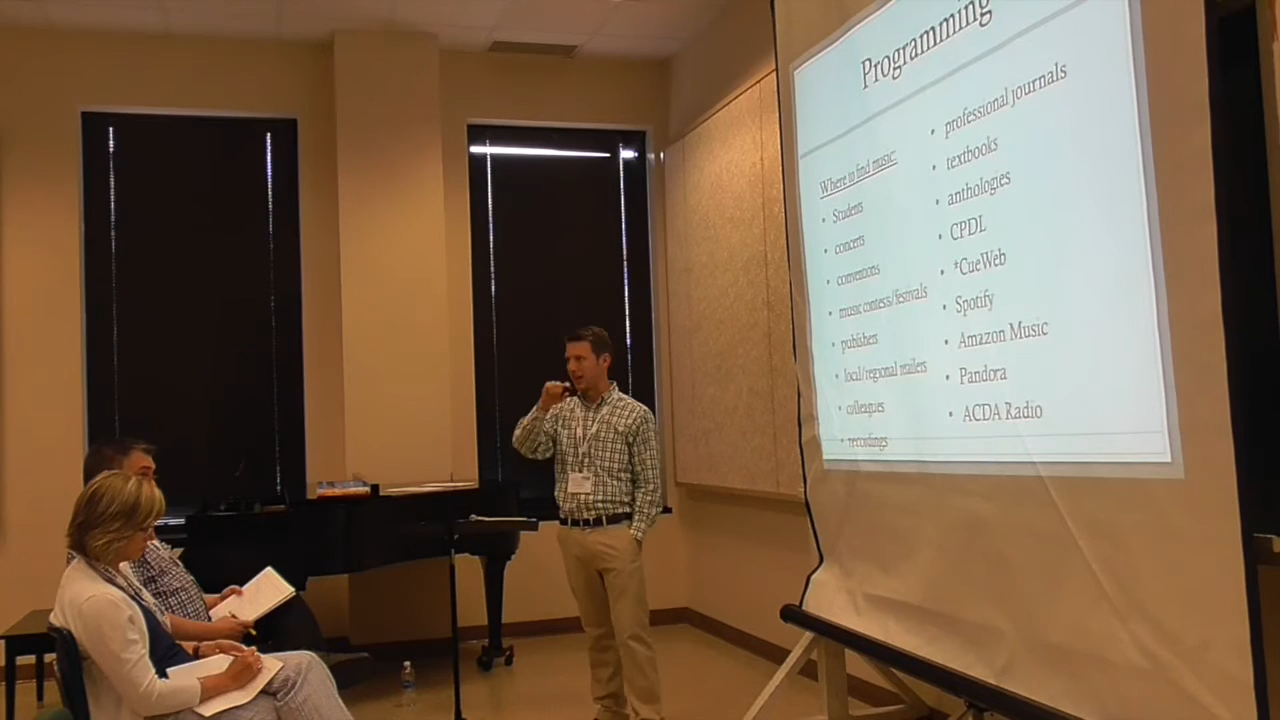 Programming
Where to find music:
• Students
• concerts
• conventions
• music contests/festivals
• publishers
• local/regional retailers
• colleagues
• recordings
• professional journals
• textbooks
• anthologies
• CPDL
• *CueWeb
• Spotify
• Amazon Music
• Pandora
• ACDA Radio